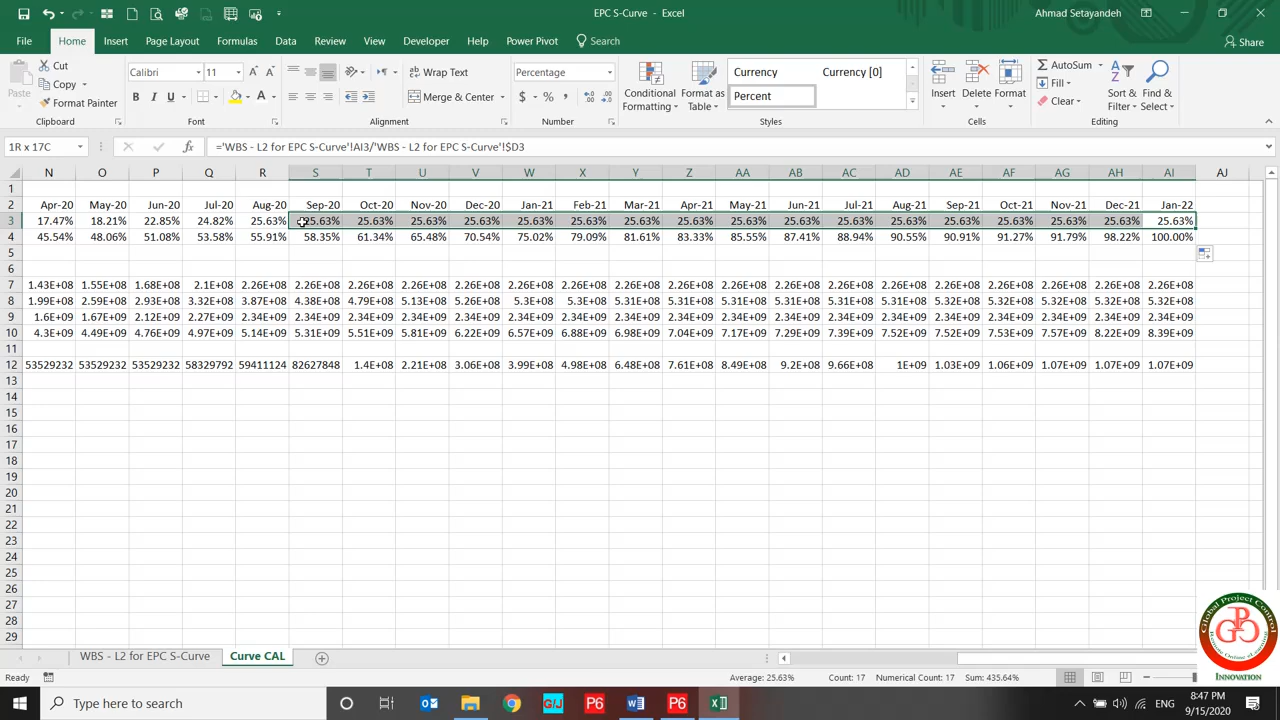 EPC S-Curve - Excel
Ahmad Setayandeh
File Home Insert Page Layout Formulas Data Review View Developer Help Power Pivot Search Share
Paste
Cut
Copy
Format Painter
Clipboard
Calibri 11
B I U
Font
Wrap Text
Merge & Center
Alignment
Percentage
$ % ,
Number
Conditional Formatting
Format as Table
Currency Currency [0]
Percent
Styles
Insert Delete Format
Cells
AutoSum
Fill
Clear
Sort & Filter
Find & Select
Editing
1R x 17C fx ='WBS - L2 for EPC S-Curve'!AI3/'WBS - L2 for EPC S-Curve'!$D3
N O P Q R S T U V W X Y Z AA AB AC AD AE AF AG AH AI AJ
1
2 Apr-20 May-20 Jun-20 Jul-20 Aug-20 Sep-20 Oct-20 Nov-20 Dec-20 Jan-21 Feb-21 Mar-21 Apr-21 May-21 Jun-21 Jul-21 Aug-21 Sep-21 Oct-21 Nov-21 Dec-21 Jan-22
3 17.47% 18.21% 22.85% 24.82% 25.63% 25.63% 25.63% 25.63% 25.63% 25.63% 25.63% 25.63% 25.63% 25.63% 25.63% 25.63% 25.63% 25.63% 25.63% 25.63% 25.63% 25.63%
4 45.54% 48.06% 51.08% 53.58% 55.91% 58.35% 61.34% 65.48% 70.54% 75.02% 79.09% 81.61% 83.33% 85.55% 87.41% 88.94% 90.55% 90.91% 91.27% 91.79% 98.22% 100.00%
5
6
7 1.43E+08 1.55E+08 1.68E+08 2.1E+08 2.26E+08 2.26E+08 2.26E+08 2.26E+08 2.26E+08 2.26E+08 2.26E+08 2.26E+08 2.26E+08 2.26E+08 2.26E+08 2.26E+08 2.26E+08 2.26E+08 2.26E+08 2.26E+08 2.26E+08 2.26E+08
8 1.99E+08 2.59E+08 2.93E+08 3.32E+08 3.87E+08 4.38E+08 4.79E+08 5.13E+08 5.26E+08 5.3E+08 5.3E+08 5.31E+08 5.31E+08 5.31E+08 5.31E+08 5.31E+08 5.31E+08 5.32E+08 5.32E+08 5.32E+08 5.32E+08 5.32E+08
9 1.6E+09 1.67E+09 2.12E+09 2.27E+09 2.34E+09 2.34E+09 2.34E+09 2.34E+09 2.34E+09 2.34E+09 2.34E+09 2.34E+09 2.34E+09 2.34E+09 2.34E+09 2.34E+09 2.34E+09 2.34E+09 2.34E+09 2.34E+09 2.34E+09 2.34E+09
10 4.3E+09 4.49E+09 4.76E+09 4.97E+09 5.14E+09 5.31E+09 5.51E+09 5.81E+09 6.22E+09 6.57E+09 6.88E+09 6.98E+09 7.04E+09 7.17E+09 7.29E+09 7.39E+09 7.52E+09 7.52E+09 7.53E+09 7.57E+09 8.22E+09 8.39E+09
11
12 53529232 53529232 53529232 58329792 59411124 82627848 1.4E+08 2.21E+08 3.06E+08 3.99E+08 4.98E+08 6.48E+08 7.61E+08 8.49E+08 9.2E+08 9.66E+08 1E+09 1.03E+09 1.06E+09 1.07E+09 1.07E+09 1.07E+09
13
14
15
16
17
18
19
20
21
22
23
24
25
26
27
28
29
Global Project Control
GPC
INNOVATION
WBS - L2 for EPC S-Curve Curve CAL
Ready Average: 25.63% Count: 17 Numerical Count: 17 Sum: 435.64%
Type here to search
G/J P6 P6
ENG
8:47 PM
9/15/2020